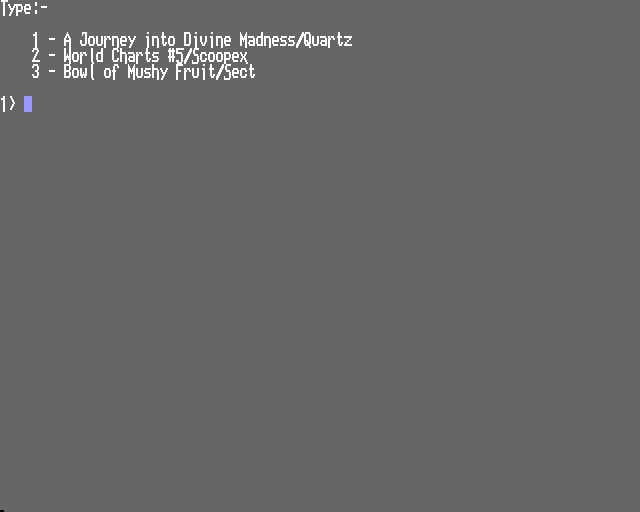 Type:-
1 - A Journey into Divine Madness/Quartz
2 - World Charts #5/Scoopex
3 - Bowl of Mushy Fruit/Sect
1>